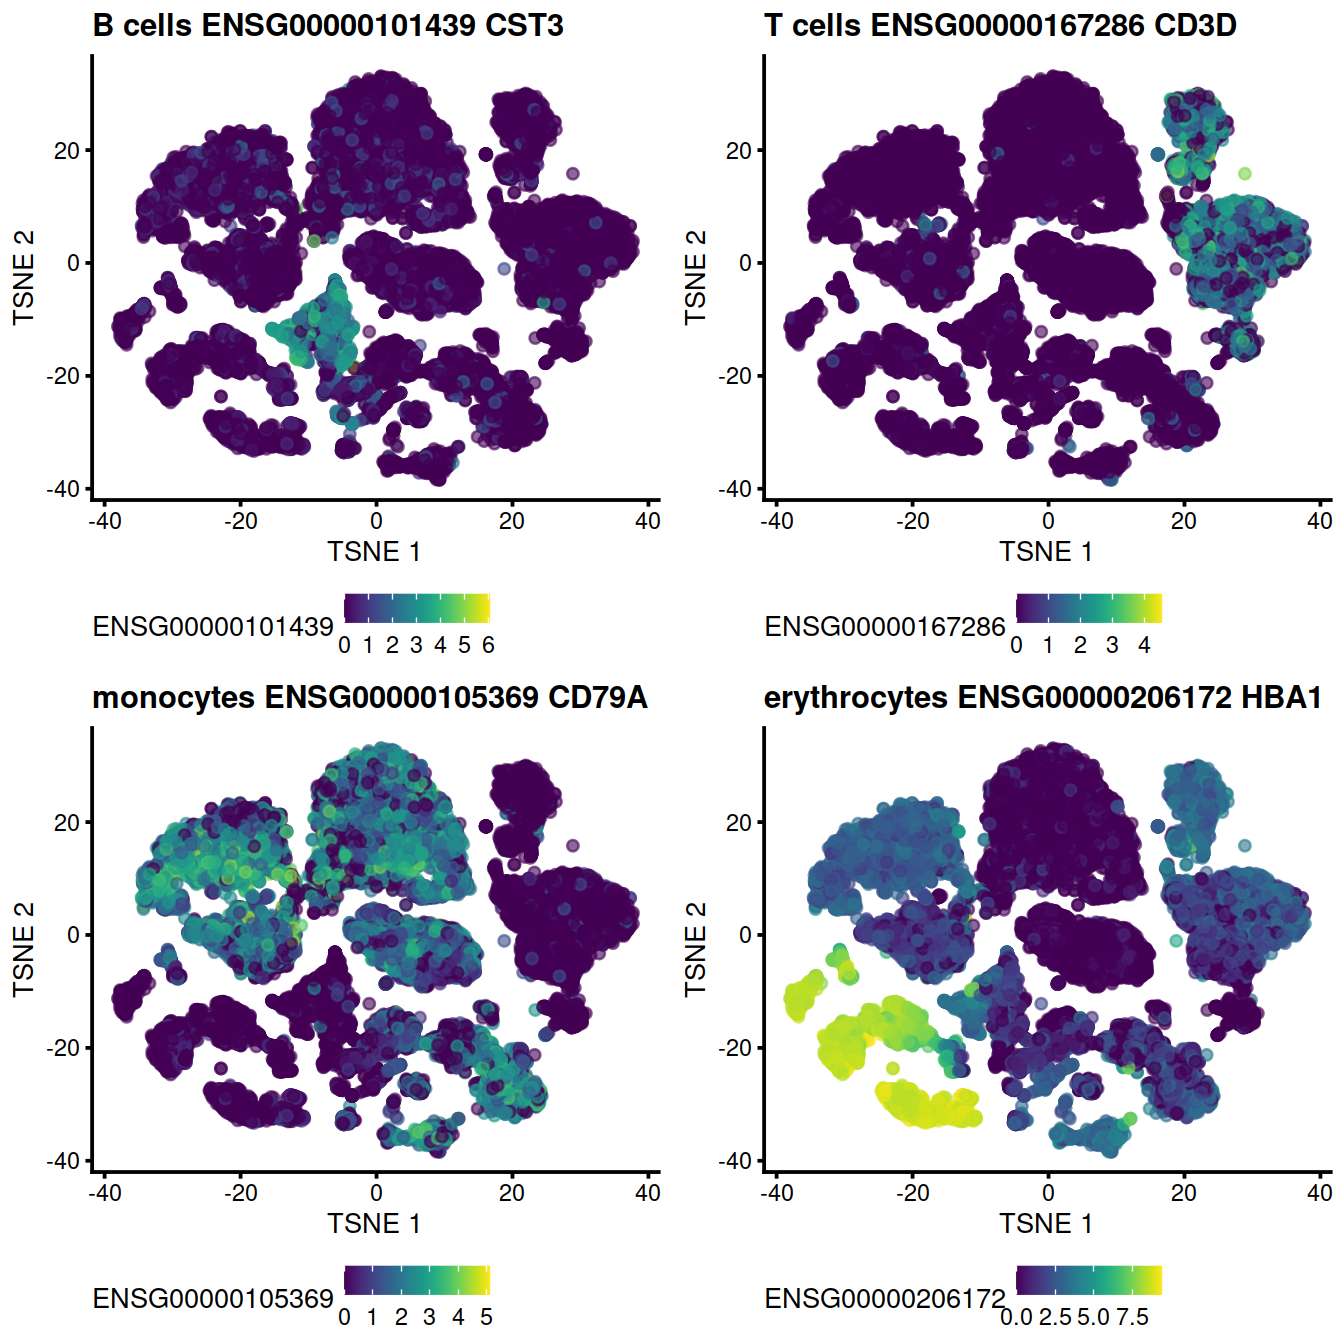 B cells ENSG00000101439 CST3
TSNE 2
20
0
-20
-40
-40 -20 0 20 40
TSNE 1
ENSG00000101439
0 1 2 3 4 5 6
T cells ENSG00000167286 CD3D
TSNE 2
20
0
-20
-40
-40 -20 0 20 40
TSNE 1
ENSG00000167286
0 1 2 3 4
monocytes ENSG00000105369 CD79A
TSNE 2
20
0
-20
-40
-40 -20 0 20 40
TSNE 1
ENSG00000105369
0 1 2 3 4 5
erythrocytes ENSG00000206172 HBA1
TSNE 2
20
0
-20
-40
-40 -20 0 20 40
TSNE 1
ENSG00000206172
0.0 2.5 5.0 7.5